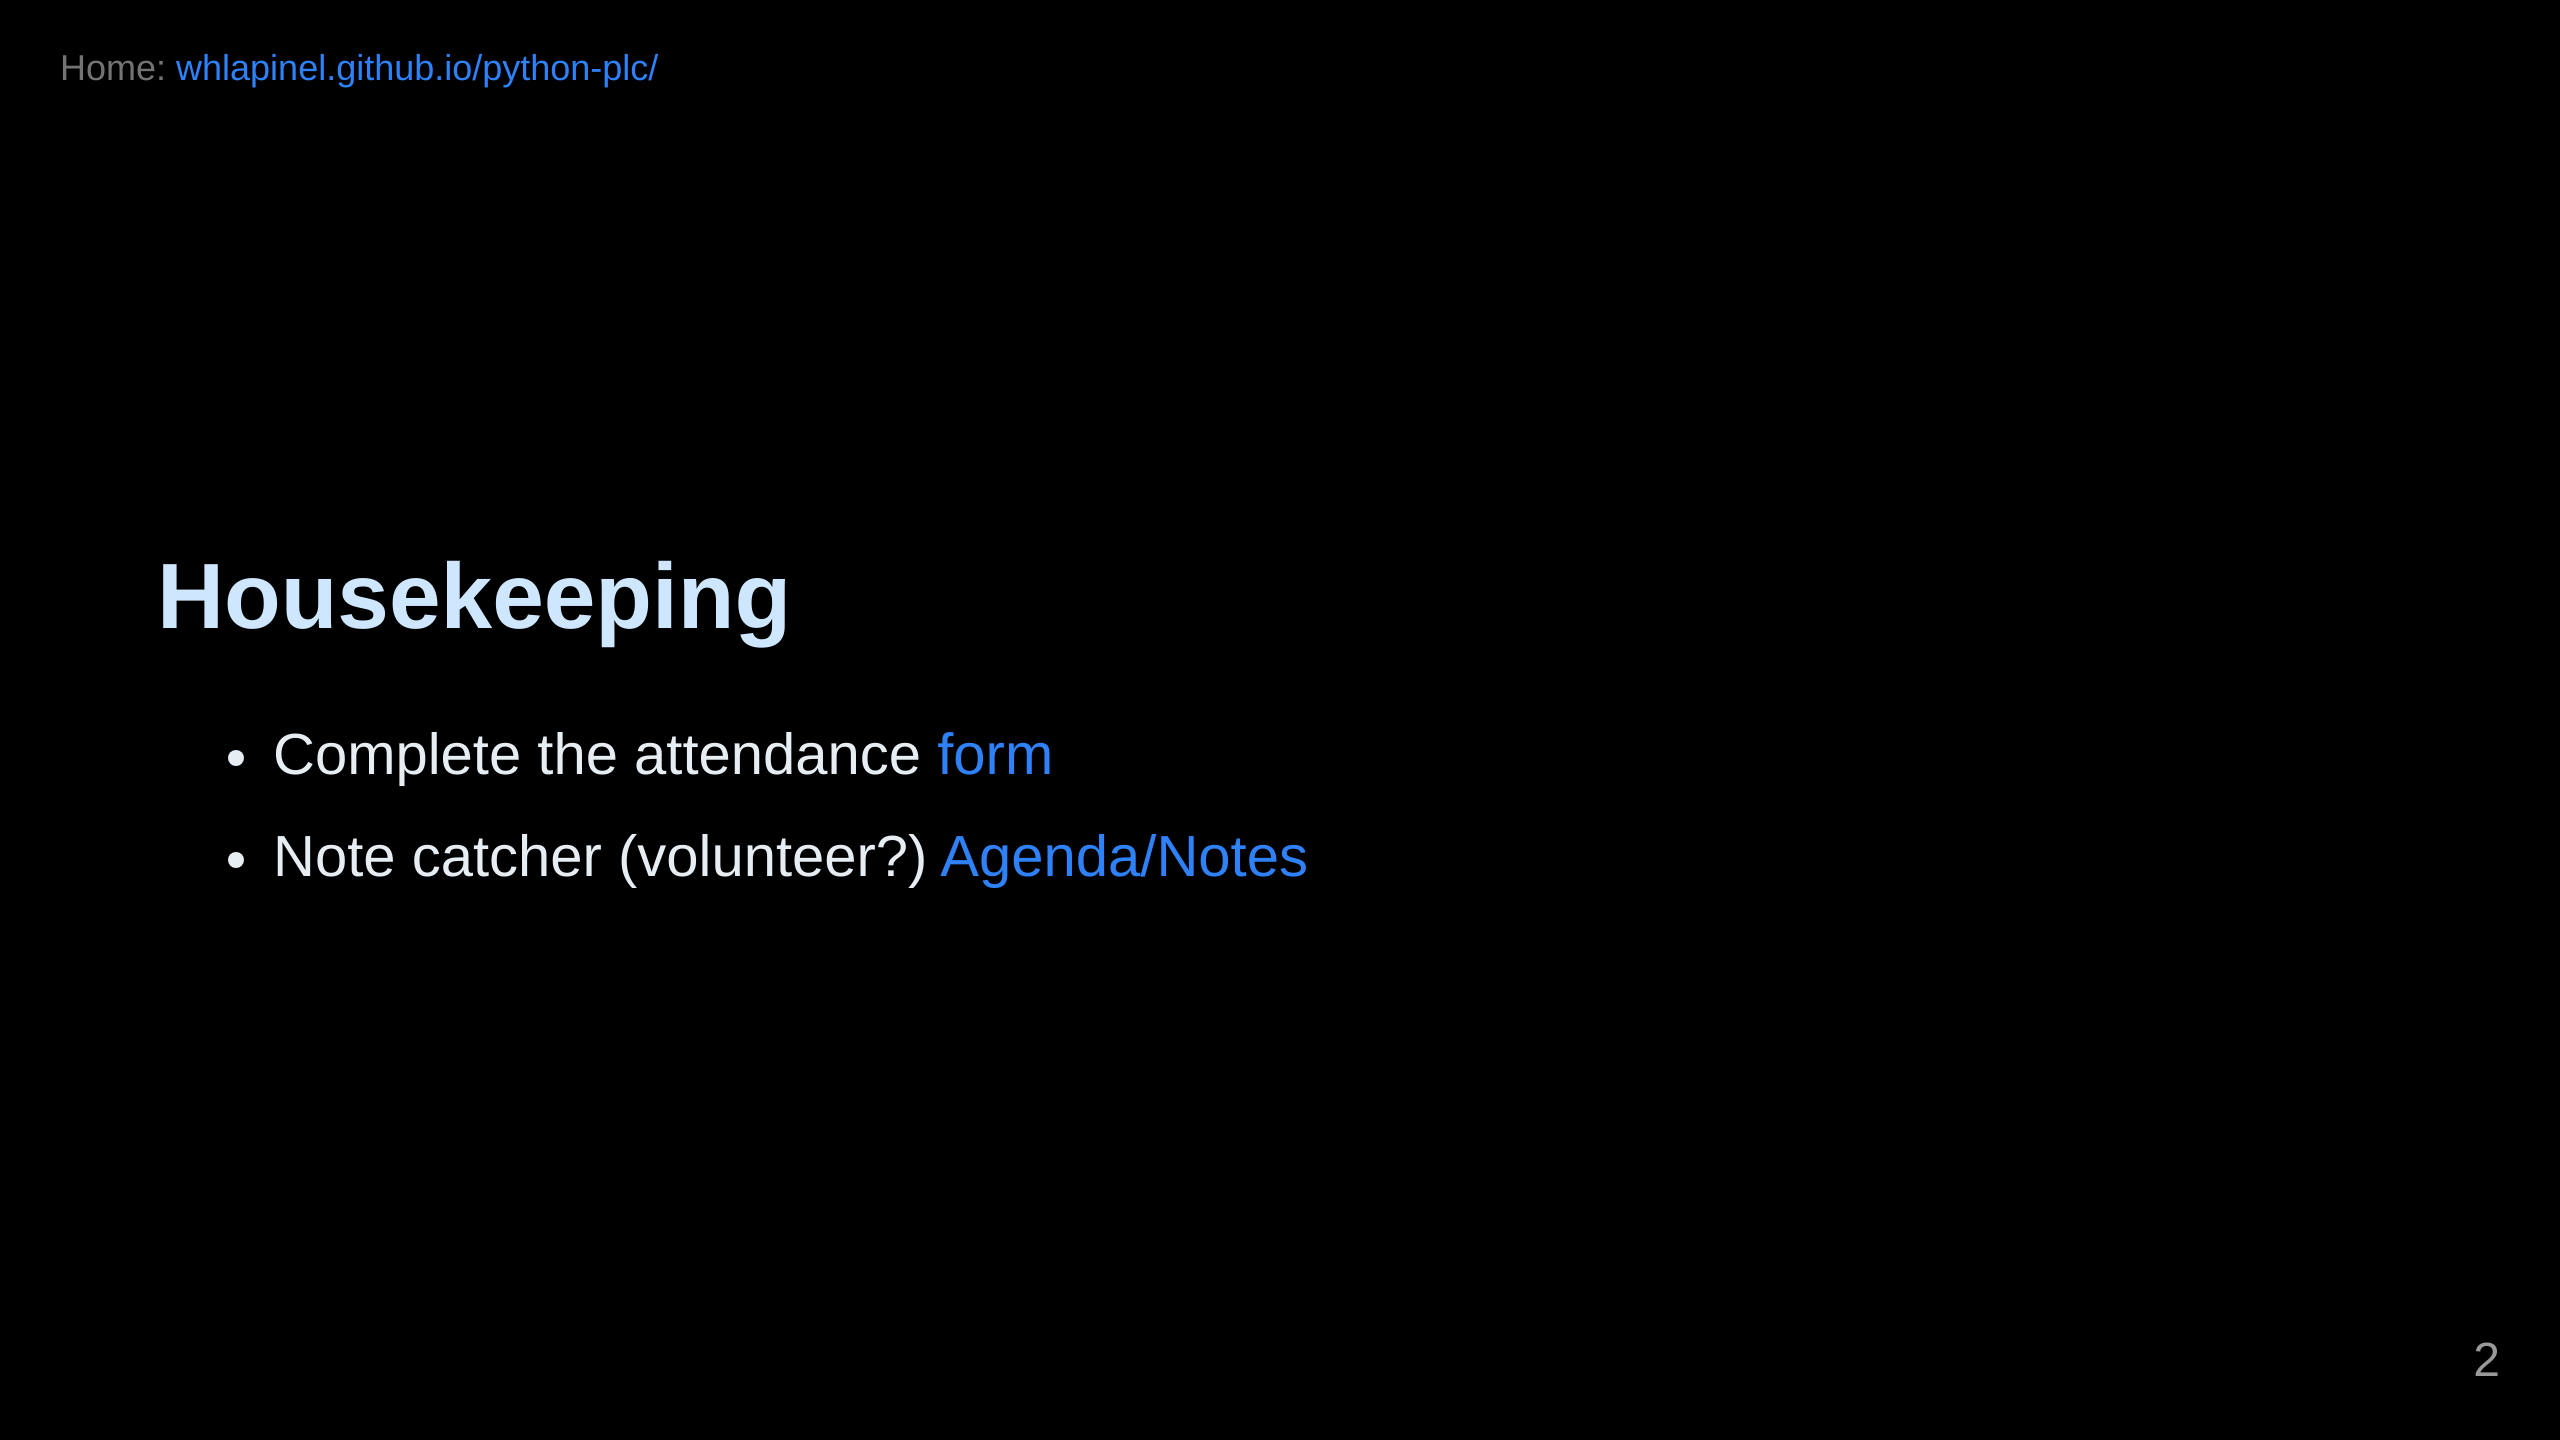 Home: whlapinel.github.io/python-plc/
Housekeeping
• Complete the attendance form
• Note catcher (volunteer?) Agenda/Notes
2